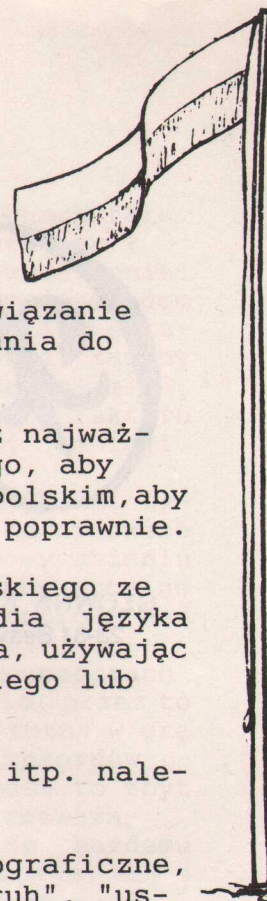 wiązanie
nia do
najważ-
go, aby
polskim,aby
poprawnie.
skiego ze
dia języka
a, używając
iego lub
itp. nale-
ograficzne,
"us-